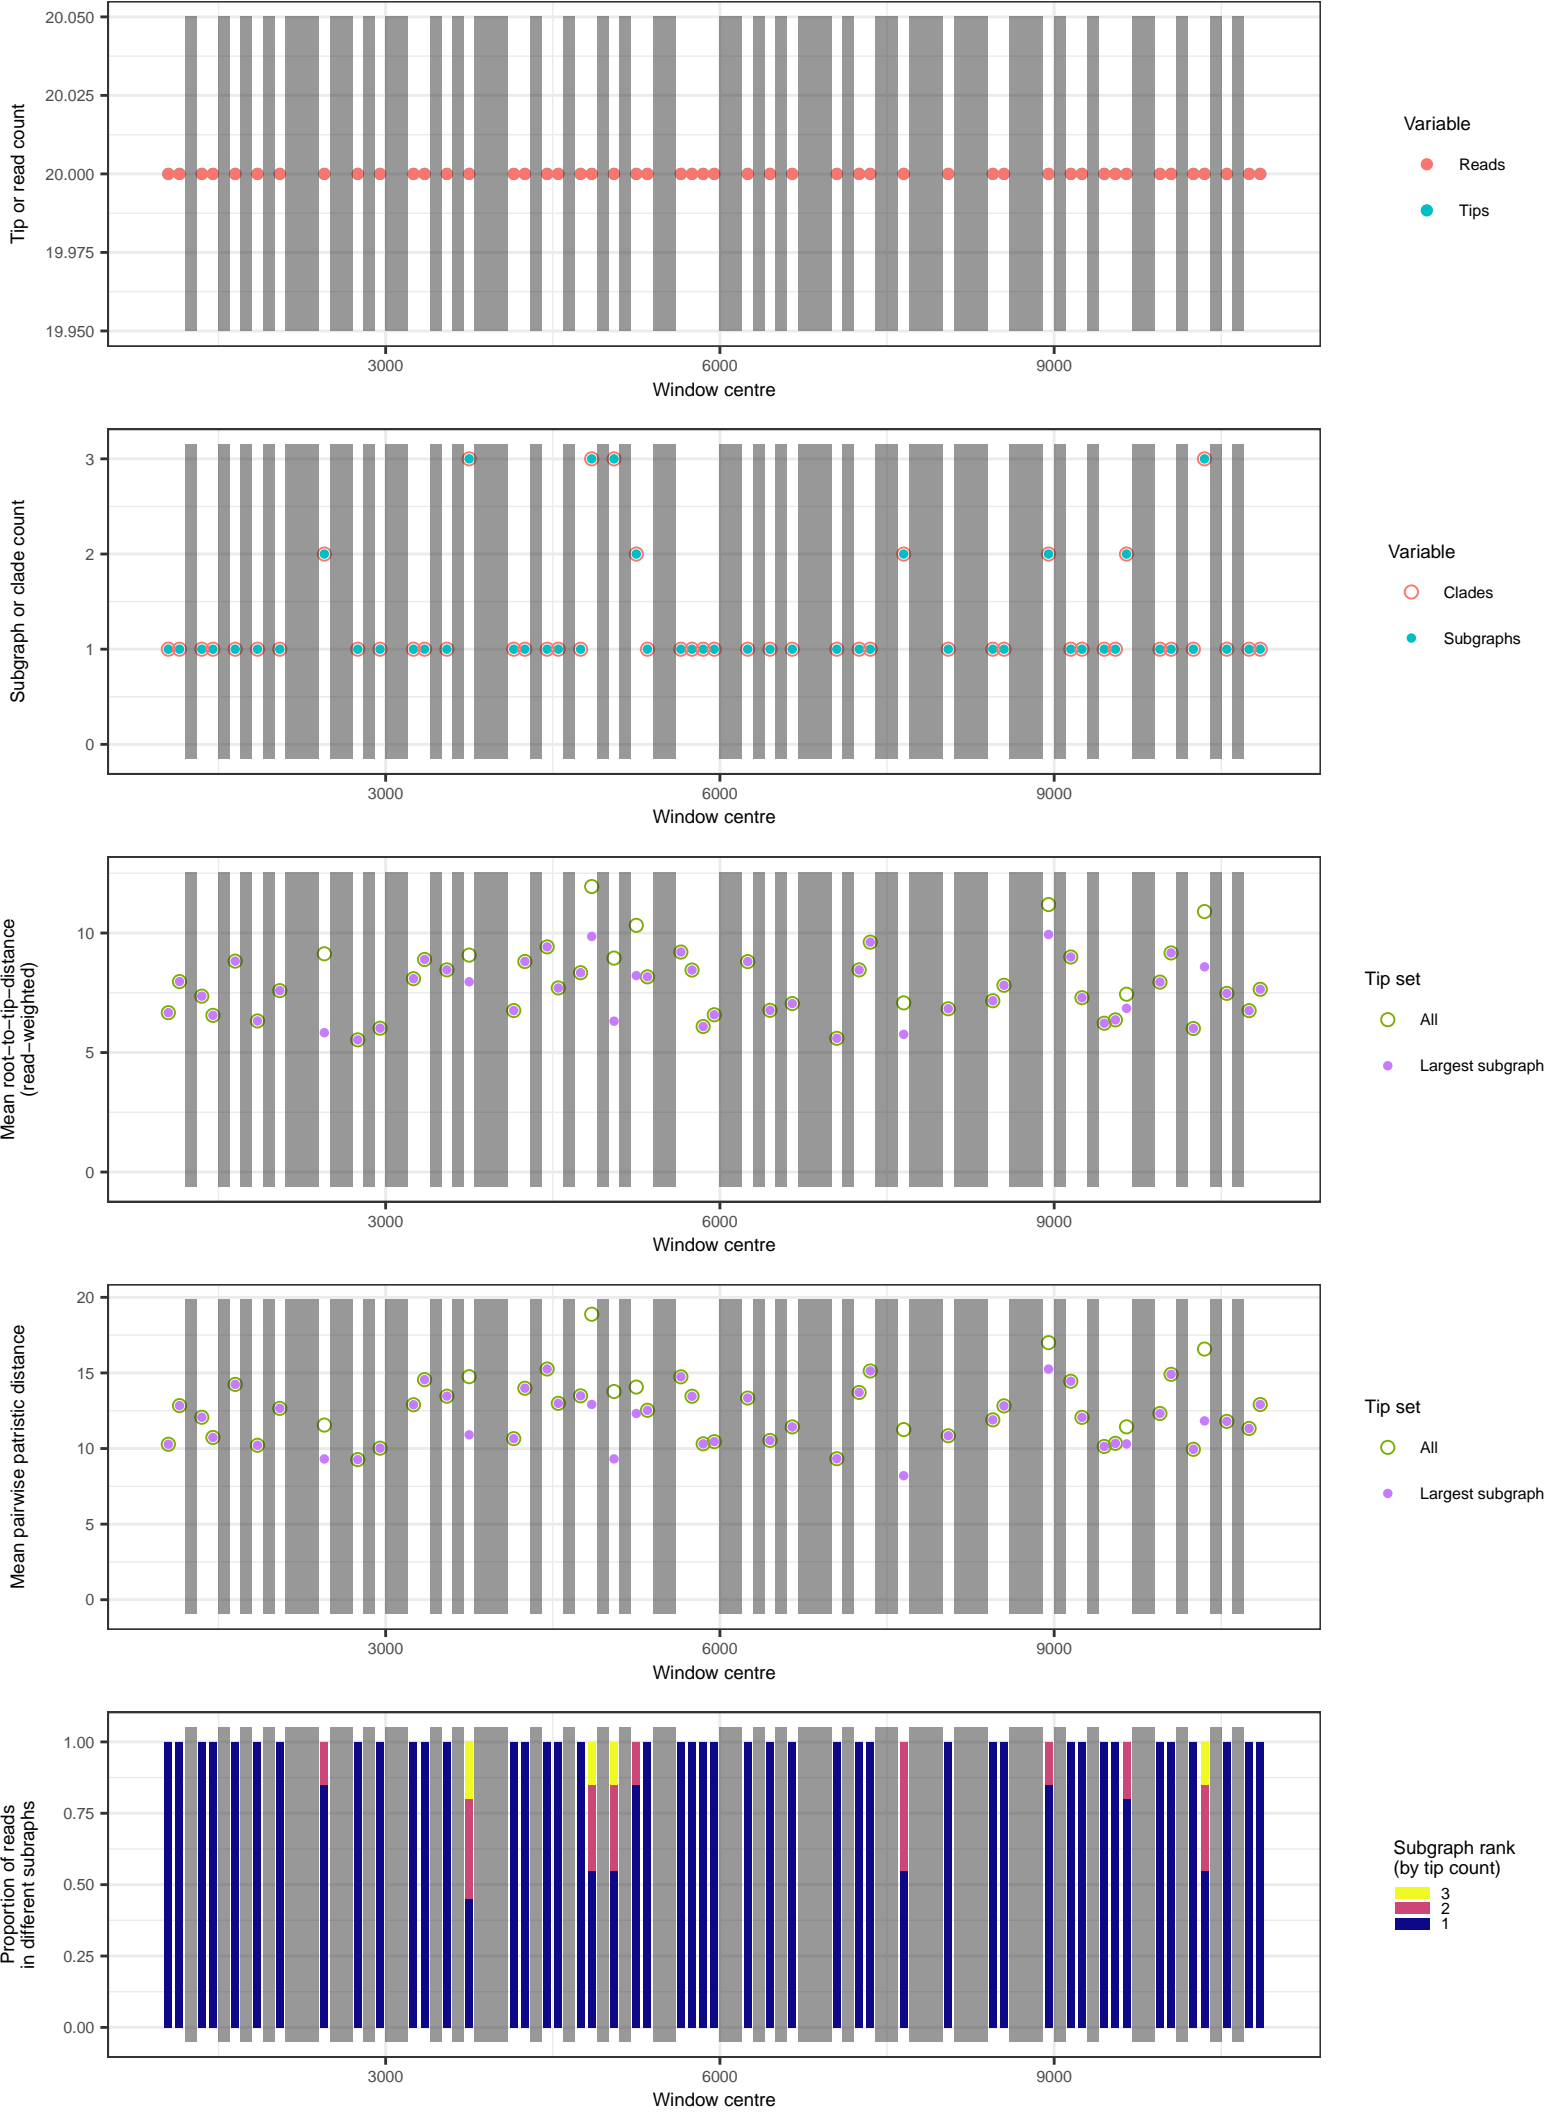 20.050
20.025
20.000
19.975
19.950
Tip or read count
3000
6000
9000
Window centre
Variable
Reads
Tips
3
2
1
0
Subgraph or clade count
3000
6000
9000
Window centre
Variable
Clades
Subgraphs
10
5
0
Mean root−to−tip−distance
(read−weighted)
3000
6000
9000
Window centre
Tip set
All
Largest subgraph
20
15
10
5
0
Mean pairwise patristic distance
3000
6000
9000
Window centre
Tip set
All
Largest subgraph
1.00
0.75
0.50
0.25
0.00
Proportion of reads
in different subraphs
3000
6000
9000
Window centre
Subgraph rank
(by tip count)
3
2
1